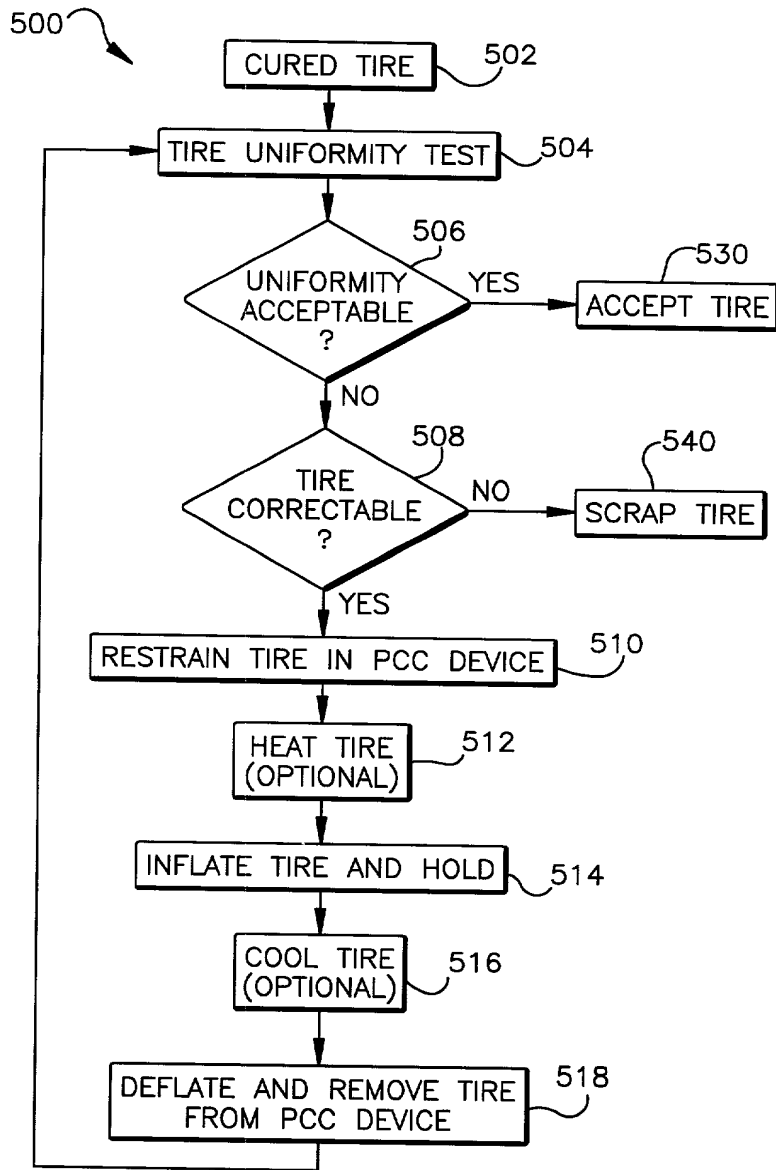 500
CURED TIRE
502
TIRE UNIFORMITY TEST
504
506
UNIFORMITY
ACCEPTABLE
?
YES
530
ACCEPT TIRE
NO
508
TIRE
CORRECTABLE
?
NO
540
SCRAP TIRE
YES
RESTRAIN TIRE IN PCC DEVICE
510
HEAT TIRE
(OPTIONAL)
512
INFLATE TIRE AND HOLD
514
COOL TIRE
(OPTIONAL)
516
DEFLATE AND REMOVE TIRE
FROM PCC DEVICE
518